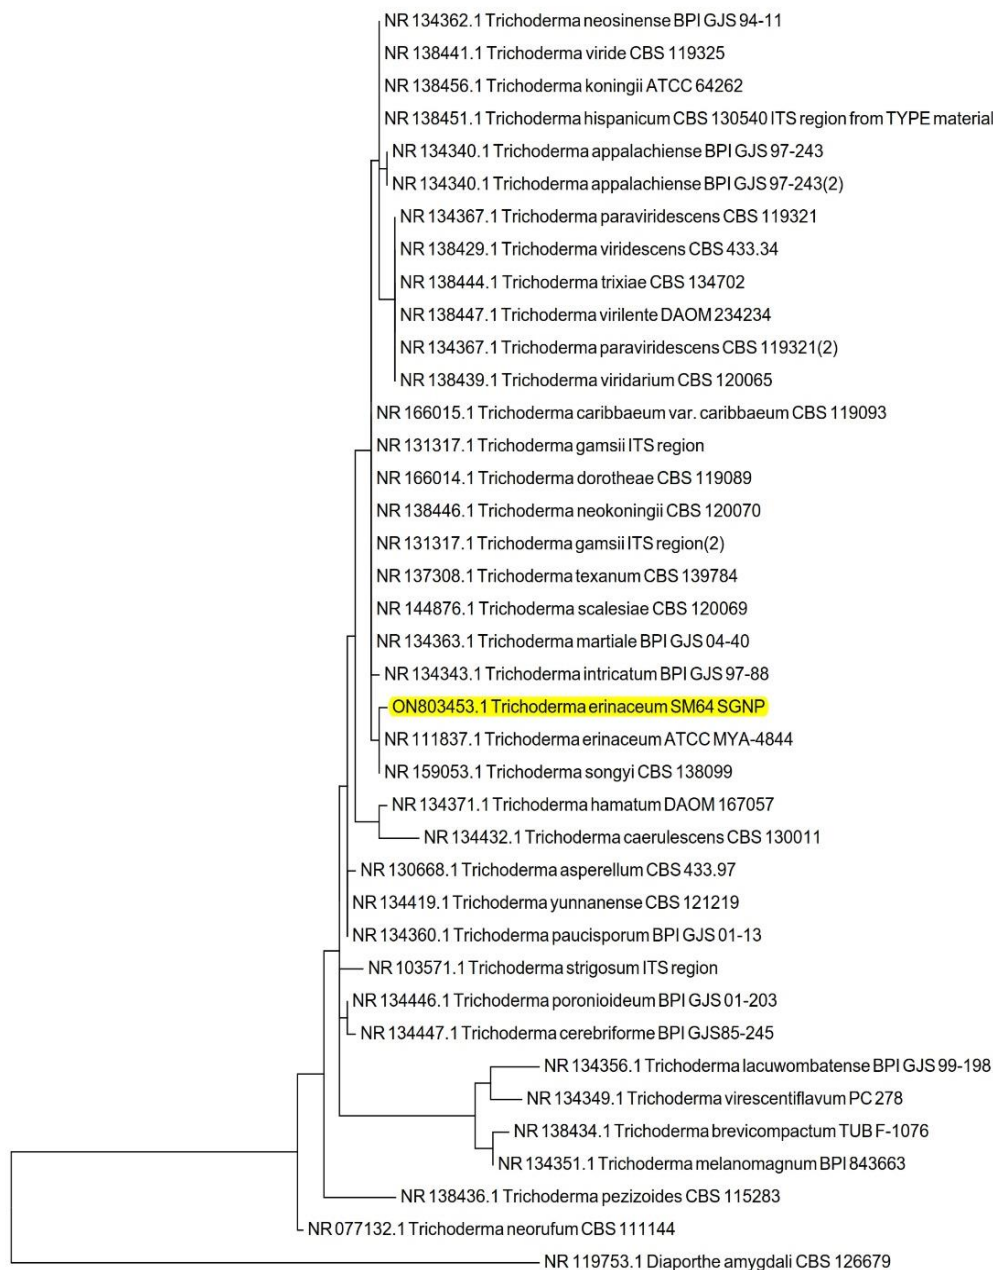 NR 134362.1 Trichoderma neosinense BPI GJS 94-11
NR 138441.1 Trichoderma viride CBS 119325
NR 138456.1 Trichoderma koningii ATCC 64262
NR 138451.1 Trichoderma hispanicum CBS 130540 ITS region from TYPE material
NR 134340.1 Trichoderma appalachiense BPI GJS 97-243
NR 134340.1 Trichoderma appalachiense BPI GJS 97-243(2)
NR 134367.1 Trichoderma paraviridescens CBS 119321
NR 138429.1 Trichoderma viridescens CBS 433.34
NR 138444.1 Trichoderma trixiae CBS 134702
NR 138447.1 Trichoderma virilente DAOM 234234
NR 134367.1 Trichoderma paraviridescens CBS 119321(2)
NR 138439.1 Trichoderma viridarium CBS 120065
NR 166015.1 Trichoderma caribbaeum var. caribbaeum CBS 119093
NR 131317.1 Trichoderma gamsii ITS region
NR 166014.1 Trichoderma dorotheae CBS 119089
NR 138446.1 Trichoderma neokoningii CBS 120070
NR 131317.1 Trichoderma gamsii ITS region(2)
NR 137308.1 Trichoderma texanum CBS 139784
NR 144876.1 Trichoderma scalesiae CBS 120069
NR 134363.1 Trichoderma martiale BPI GJS 04-40
NR 134343.1 Trichoderma intricatum BPI GJS 97-88
ON803453.1 Trichoderma erinaceum SM64 SGNP
NR 111837.1 Trichoderma erinaceum ATCC MYA-4844
NR 159053.1 Trichoderma songyi CBS 138099
NR 134371.1 Trichoderma hamatum DAOM 167057
NR 134432.1 Trichoderma caerulescens CBS 130011
NR 130668.1 Trichoderma asperellum CBS 433.97
NR 134419.1 Trichoderma yunnanense CBS 121219
NR 134360.1 Trichoderma paucisporum BPI GJS 01-13
NR 103571.1 Trichoderma strigosum ITS region
NR 134446.1 Trichoderma poronioideum BPI GJS 01-203
NR 134447.1 Trichoderma cerebriforme BPI GJS85-245
NR 134356.1 Trichoderma lacuwombatense BPI GJS 99-198
NR 134349.1 Trichoderma virescentiflavum PC 278
NR 138434.1 Trichoderma brevicompactum TUB F-1076
NR 134351.1 Trichoderma melanomagnum BPI 843663
NR 138436.1 Trichoderma pezizoides CBS 115283
NR 077132.1 Trichoderma neorufum CBS 111144
NR 119753.1 Diaporthe amygdali CBS 126679